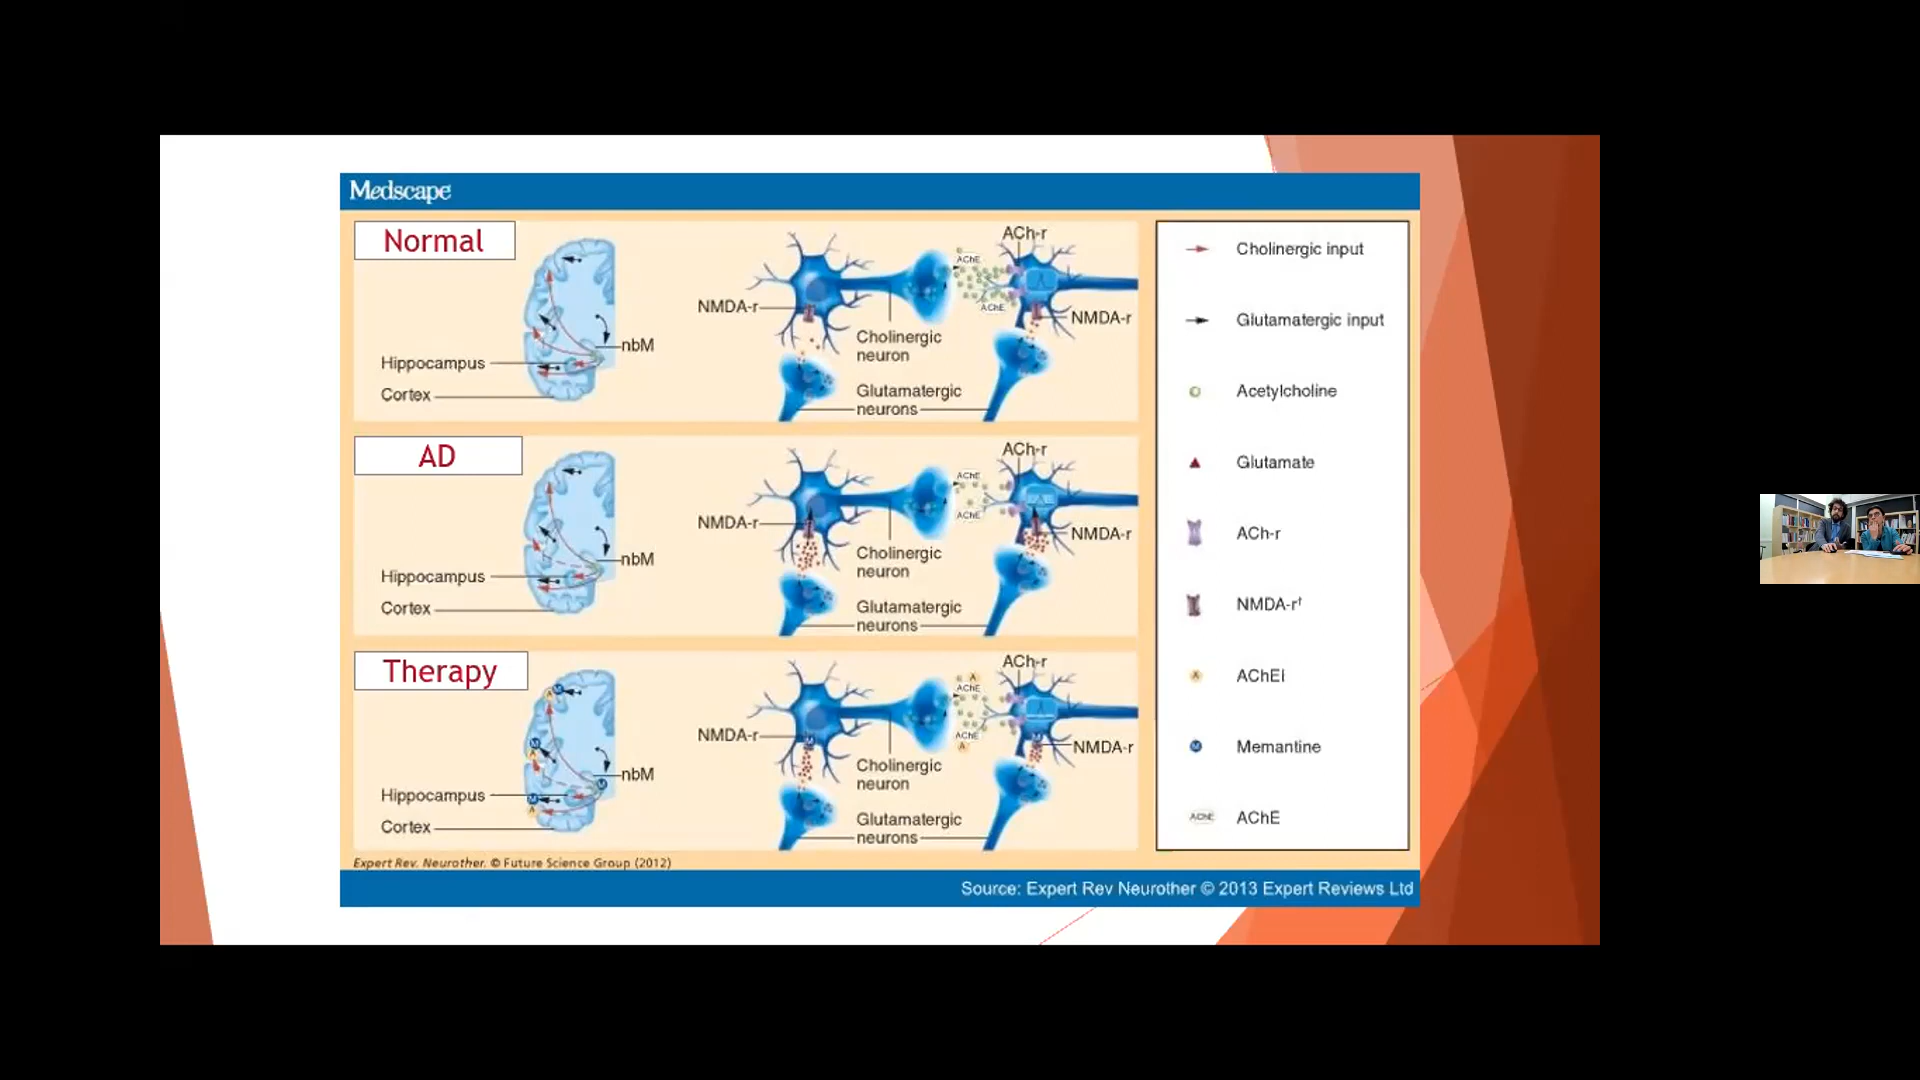 Medscape
Normal
NMDA-r
ACh-r
AChE
AChE
NMDA-r
nbM
Hippocampus
Cortex
Cholinergic
neuron
Glutamatergic
neurons
AD
NMDA-r
ACh-r
AChE
AChE
NMDA-r
nbM
Hippocampus
Cortex
Cholinergic
neuron
Glutamatergic
neurons
Therapy
A
M
M
A
M
A
M
nbM
Hippocampus
Cortex
NMDA-r
M
ACh-r
A
AChE
AChE
A
M
NMDA-r
Cholinergic
neuron
Glutamatergic
neurons
Cholinergic input
Glutamatergic input
Acetylcholine
Glutamate
ACh-r
NMDA-r†
A AChEI
M Memantine
AChE AChE
Expert Rev. Neurother. © Future Science Group (2012)
Source: Expert Rev Neurother © 2013 Expert Reviews Ltd